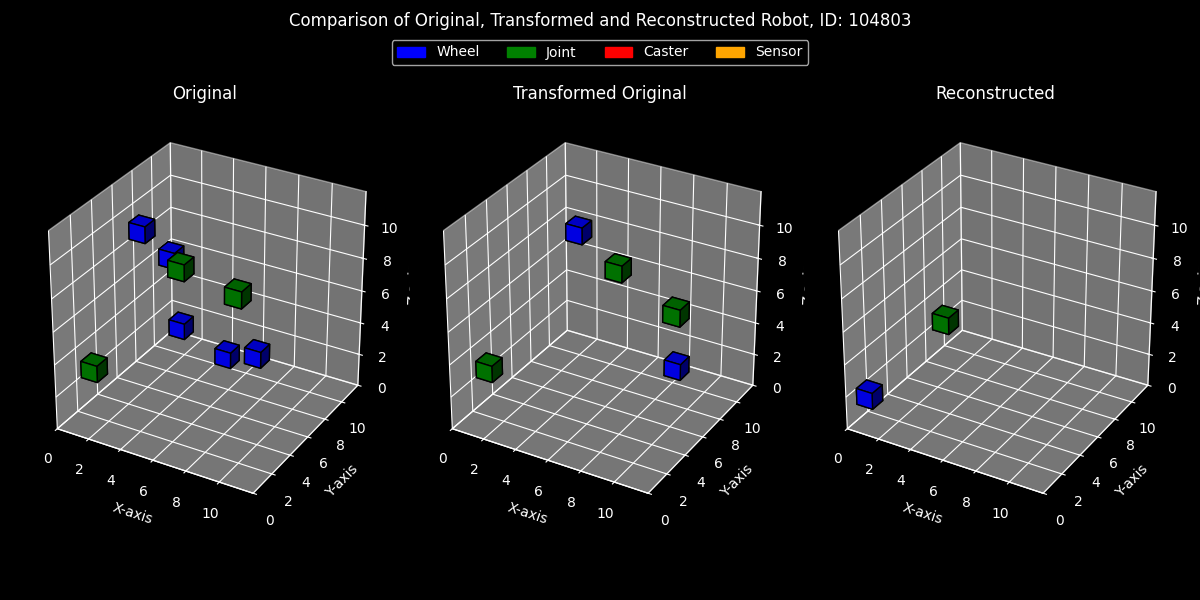 Comparison of Original, Transformed and Reconstructed Robot, ID: 104803
Wheel Joint Caster Sensor
Original
Transformed Original
Reconstructed
0 2 4 6 8 10
X-axis
0 2 4 6 8 10
Y-axis
0 2 4 6 8 10
0 2 4 6 8 10
X-axis
0 2 4 6 8 10
Y-axis
0 2 4 6 8 10
0 2 4 6 8 10
X-axis
0 2 4 6 8 10
Y-axis
0 2 4 6 8 10